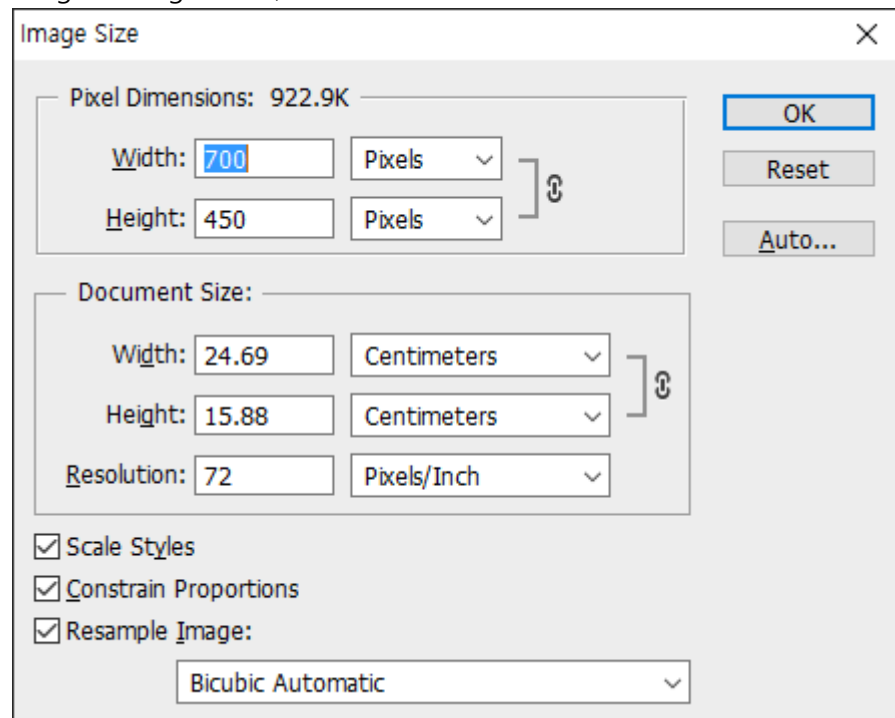 Image Size
Pixel Dimensions: 922.9K
OK
Width: 700 Pixels
Reset
Height: 450 Pixels
Auto...
Document Size:
Width: 24.69 Centimeters
Height: 15.88 Centimeters
Resolution: 72 Pixels/Inch
Scale Styles
Constrain Proportions
Resample Image:
Bicubic Automatic